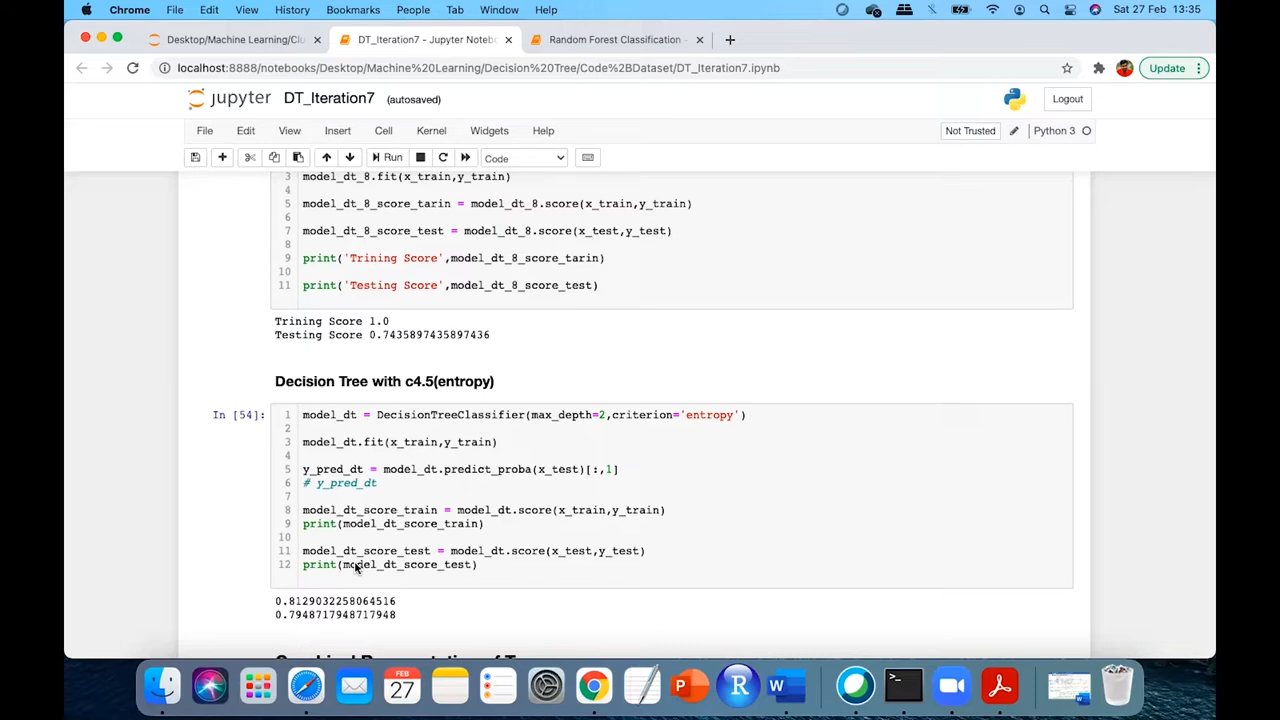 Chrome File Edit View History Bookmarks People Tab Window Help Sat 27 Feb 13:35
Desktop/Machine Learning/Clu
DT_Iteration7 - Jupyter Noteb
Random Forest Classification -
localhost:8888/notebooks/Desktop/Machine%20Learning/Decision%20Tree/Code%2BDataset/DT_Iteration7.ipynb
Update
jupyter DT_Iteration7 (autosaved)
Logout
File Edit View Insert Cell Kernel Widgets Help
Not Trusted
Python 3
Run
Code
3 model_dt_8.fit(x_train,y_train)
4
5 model_dt_8_score_tarin = model_dt_8.score(x_train,y_train)
6
7 model_dt_8_score_test = model_dt_8.score(x_test,y_test)
8
9 print('Trining Score',model_dt_8_score_tarin)
10
11 print('Testing Score',model_dt_8_score_test)
Trining Score 1.0
Testing Score 0.7435897435897436
Decision Tree with c4.5(entropy)
In [54]:
1 model_dt = DecisionTreeClassifier(max_depth=2,criterion='entropy')
2
3 model_dt.fit(x_train,y_train)
4
5 y_pred_dt = model_dt.predict_proba(x_test)[:,1]
6 # y_pred_dt
7
8 model_dt_score_train = model_dt.score(x_train,y_train)
9 print(model_dt_score_train)
10
11 model_dt_score_test = model_dt.score(x_test,y_test)
12 print(model_dt_score_test)
0.8129032258064516
0.7948717948717948
FEB
27
P
R
W
>_